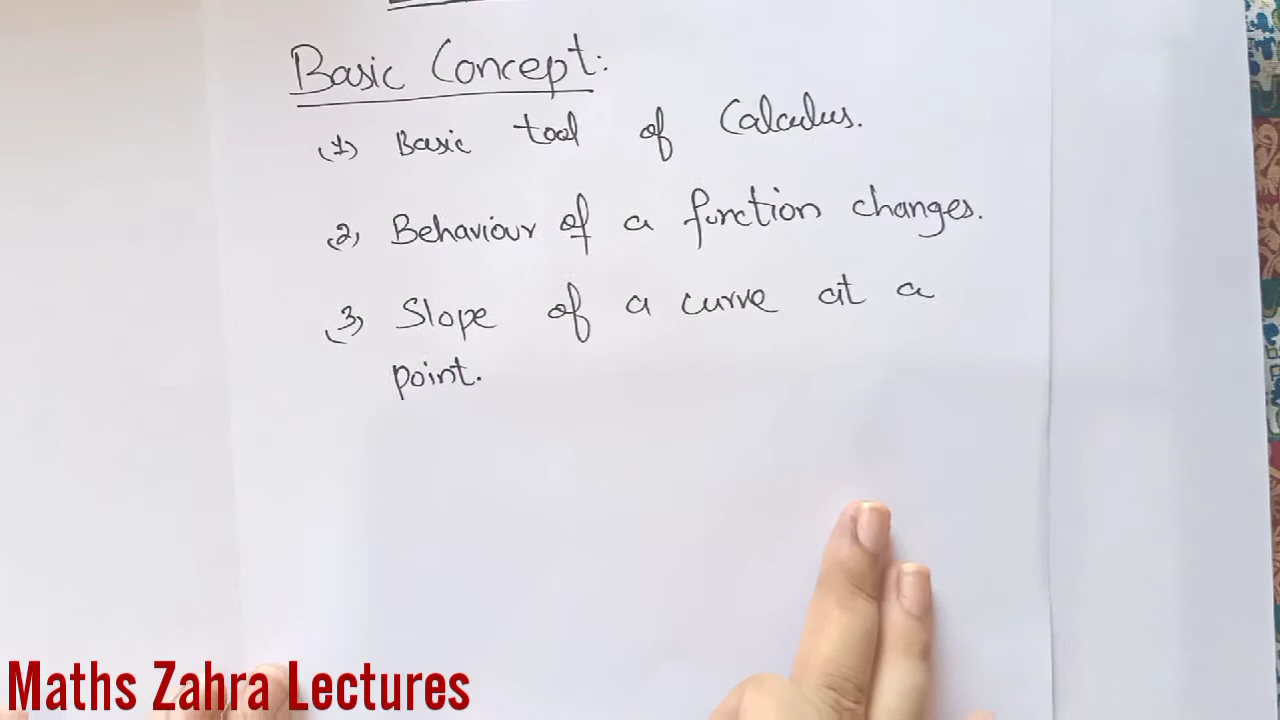 Basic Concept:
(1) Basic tool of Calculus.
(2) Behaviour of a function changes.
(3) Slope of a curve at a
point.
Maths Zahra Lectures